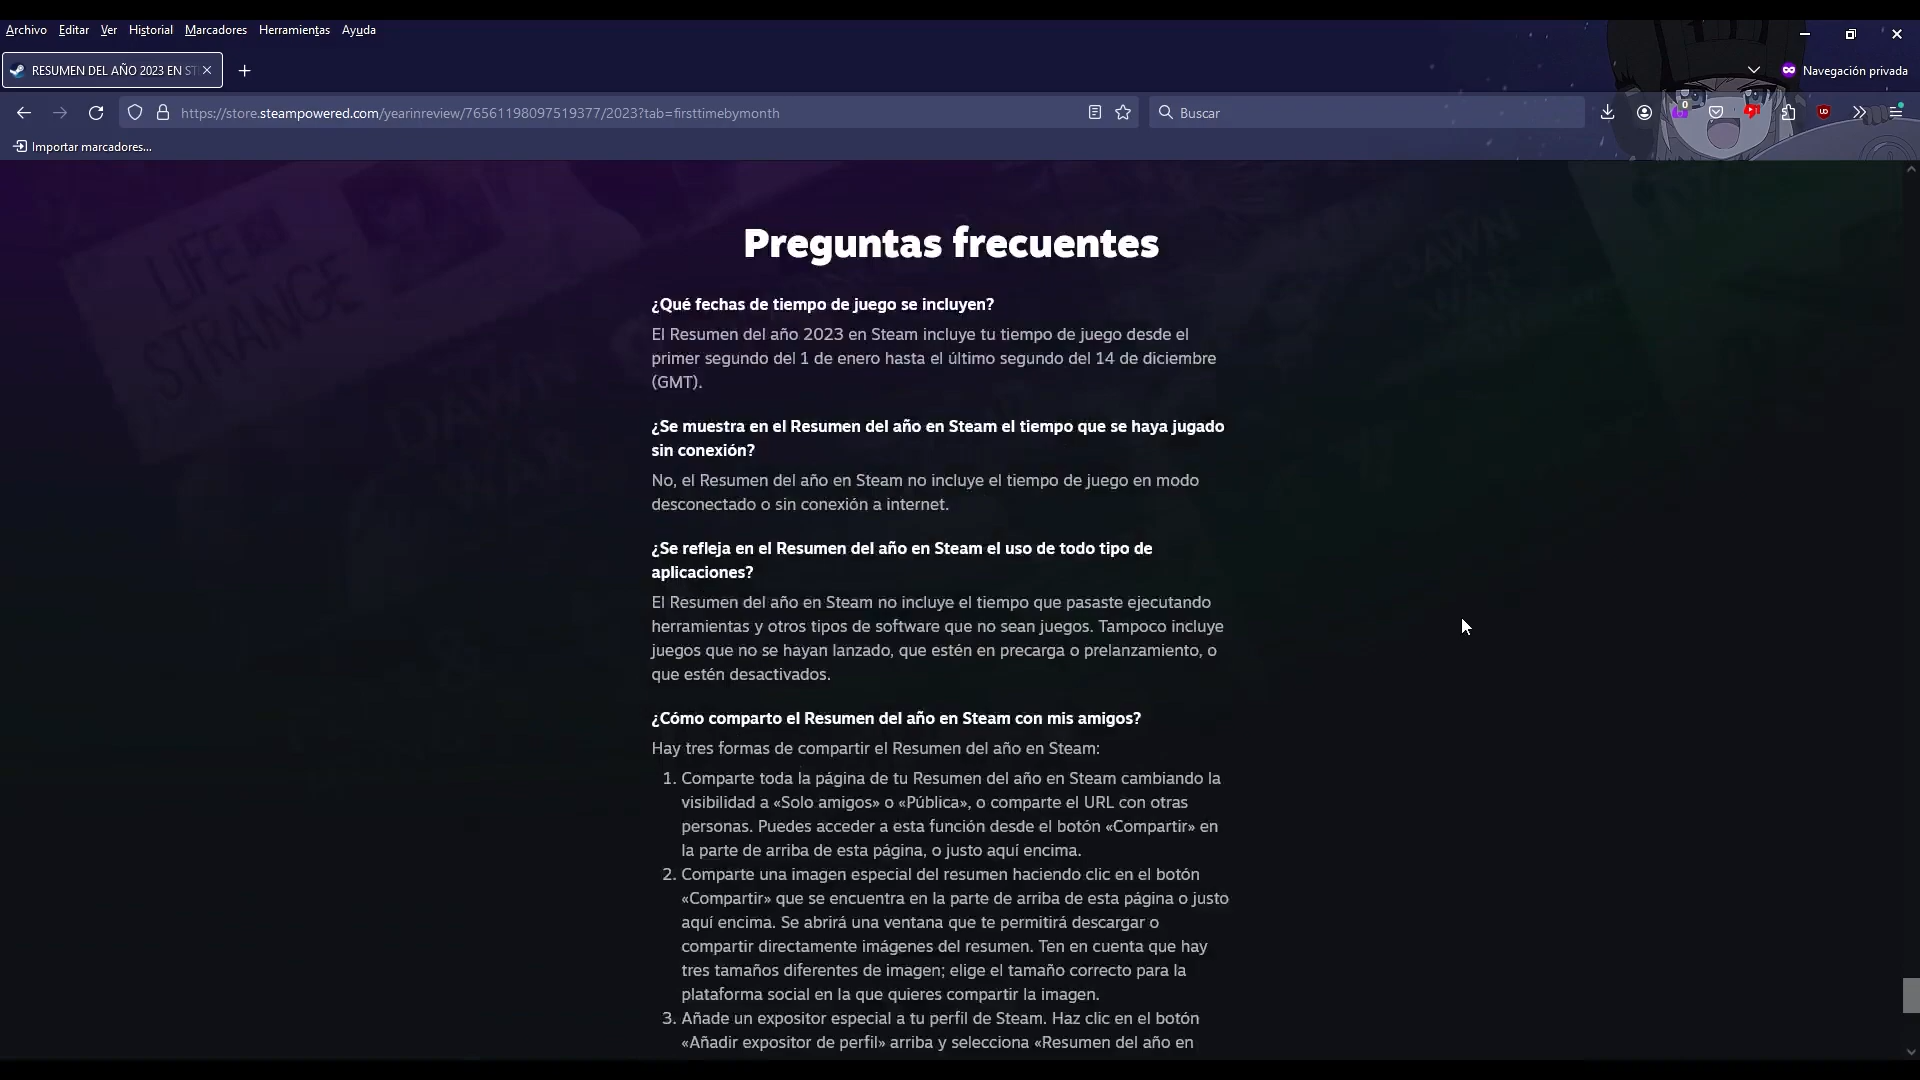 Archivo Editar Ver Historial Marcadores Herramientas Ayuda
RESUMEN DEL AÑO 2023 EN ST
Navegación privada
https://store.steampowered.com/yearinreview/76561198097519377/2023?tab=firsttimebymonth
Buscar
0
Importar marcadores...
LIFE IS
STRANGE
DAWN
WAR
DAWN
WAR
Preguntas frecuentes
¿Qué fechas de tiempo de juego se incluyen?
El Resumen del año 2023 en Steam incluye tu tiempo de juego desde el
primer segundo del 1 de enero hasta el último segundo del 14 de diciembre
(GMT).
¿Se muestra en el Resumen del año en Steam el tiempo que se haya jugado
sin conexión?
No, el Resumen del año en Steam no incluye el tiempo de juego en modo
desconectado o sin conexión a internet.
¿Se refleja en el Resumen del año en Steam el uso de todo tipo de
aplicaciones?
El Resumen del año en Steam no incluye el tiempo que pasaste ejecutando
herramientas y otros tipos de software que no sean juegos. Tampoco incluye
juegos que no se hayan lanzado, que estén en precarga o prelanzamiento, o
que estén desactivados.
¿Cómo comparto el Resumen del año en Steam con mis amigos?
Hay tres formas de compartir el Resumen del año en Steam:
1. Comparte toda la página de tu Resumen del año en Steam cambiando la
visibilidad a «Solo amigos» o «Pública», o comparte el URL con otras
personas. Puedes acceder a esta función desde el botón «Compartir» en
la parte de arriba de esta página, o justo aquí encima.
2. Comparte una imagen especial del resumen haciendo clic en el botón
«Compartir» que se encuentra en la parte de arriba de esta página o justo
aquí encima. Se abrirá una ventana que te permitirá descargar o
compartir directamente imágenes del resumen. Ten en cuenta que hay
tres tamaños diferentes de imagen; elige el tamaño correcto para la
plataforma social en la que quieres compartir la imagen.
3. Añade un expositor especial a tu perfil de Steam. Haz clic en el botón
«Añadir expositor de perfil» arriba y selecciona «Resumen del año en